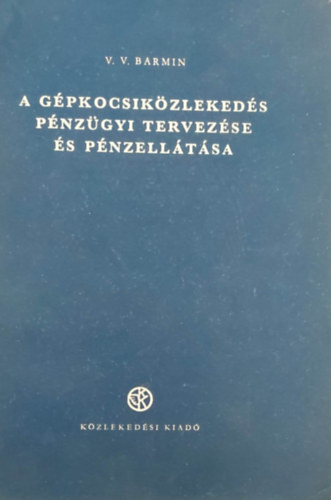 V. V. BARMIN
A GÉPKOCSIKÖZLEKEDÉS
PÉNZÜGYI TERVEZÉSE
ÉS PÉNZELLÁTÁSA
KÖZLEKEDÉSI KIADÓ